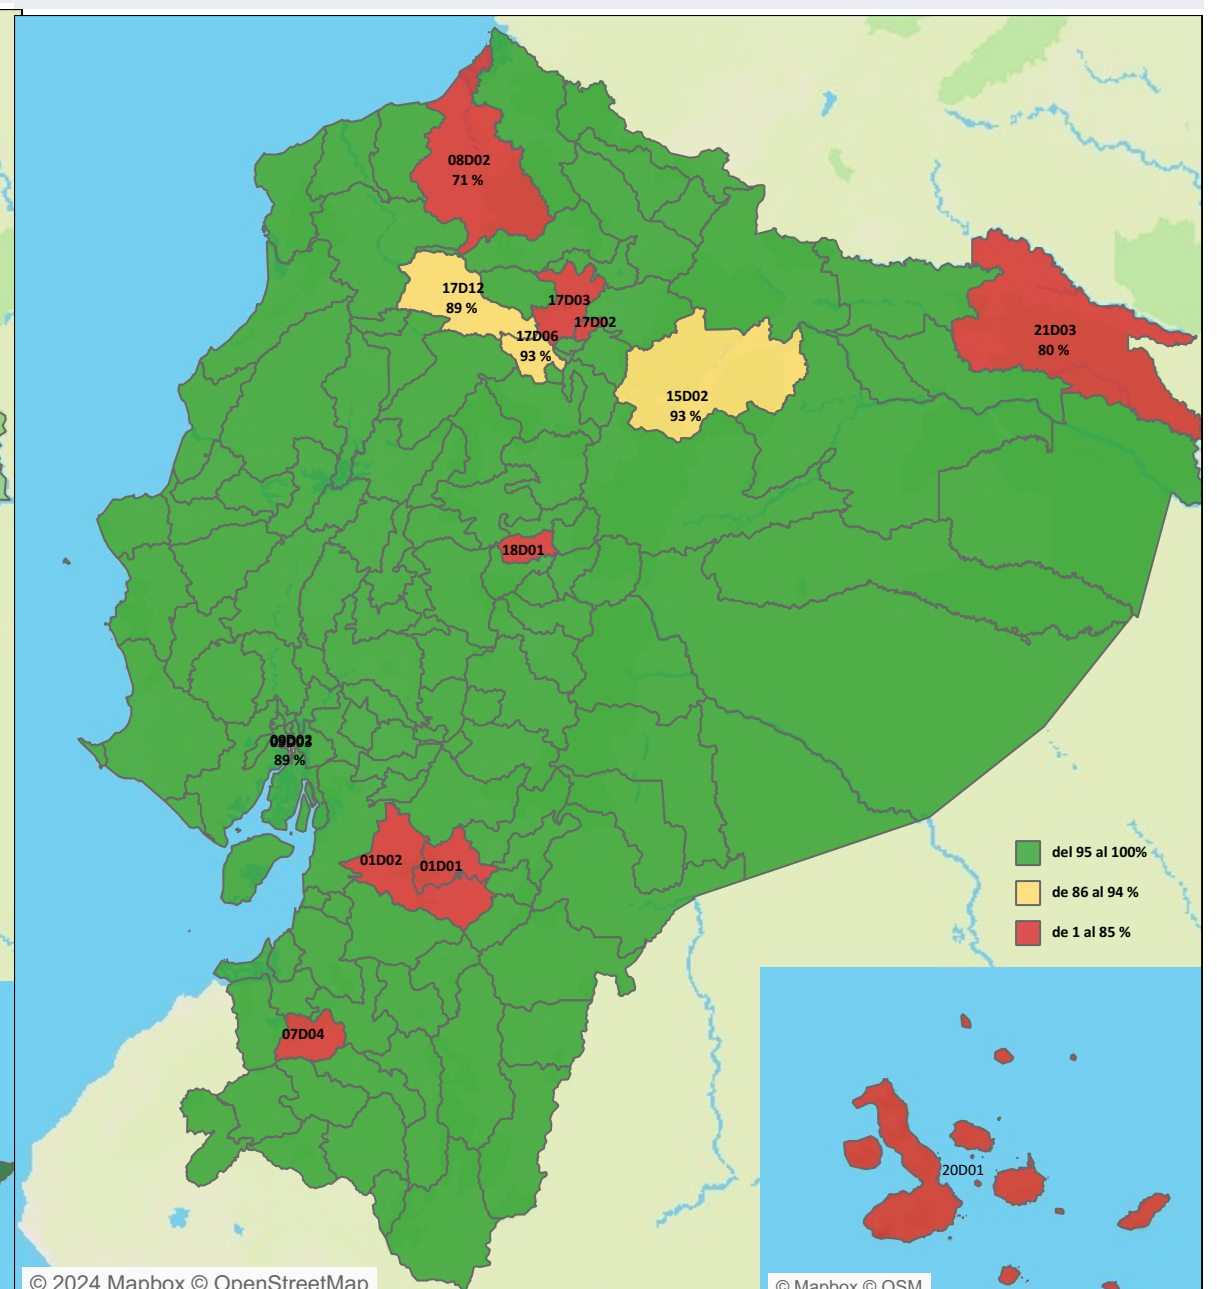 08D02
71 %
17D12
89 %
17D03
17D02
17D06
93 %
21D03
80 %
15D02
93 %
18D01
89 %
01D02
01D01
07D04
del 95 al 100%
de 86 al 94 %
de 1 al 85 %
20D01
© 2024 Mapbox © OpenStreetMap
© Mapbox © OSM